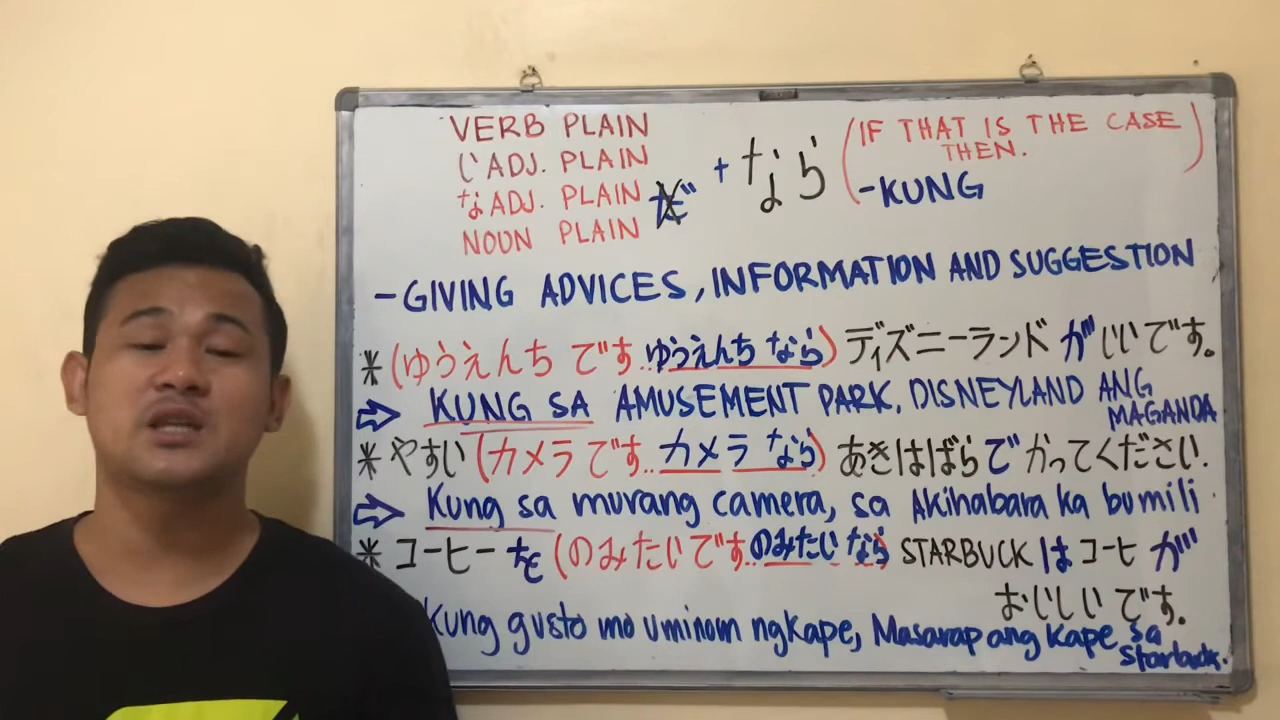 VERB PLAIN
い ADJ. PLAIN
な ADJ. PLAIN だ
NOUN PLAIN
+ なら (IF THAT IS THE CASE THEN.)
-KUNG
- GIVING ADVICES, INFORMATION AND SUGGESTION
* (ゆうえんち です..ゆうえんち なら) ディズニーランド が いいです。
⇨ KUNG SA AMUSEMENT PARK, DISNEYLAND ANG MAGANDA
* やすい (カメラ です..カメラ なら) あきはばらで かってください.
⇨ Kung sa murang camera, sa Akihabara ka bumili.
* コーヒー を (のみたいです..のみたい なら) STARBUCK は コーヒ が
おいしいです。
Kung gusto mo uminom ng kape, Masarap ang kape sa Starbuck.